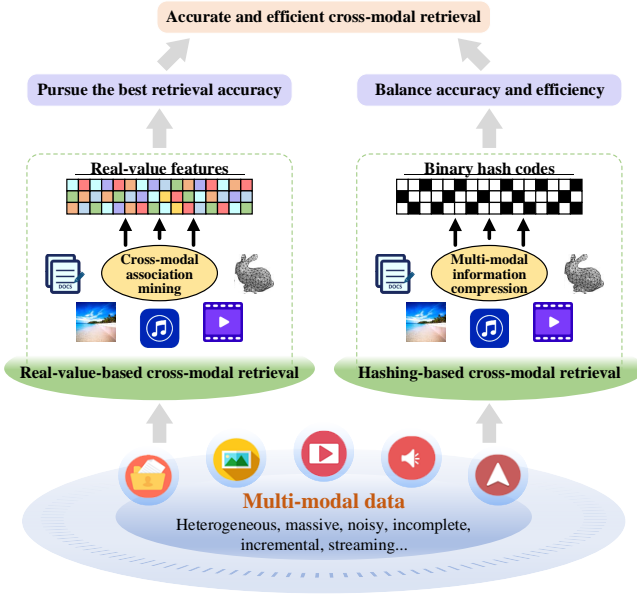 Accurate and efficient cross-modal retrieval
Pursue the best retrieval accuracy
Balance accuracy and efficiency
Real-value features
Binary hash codes
Cross-modal
association
mining
DOCS
Multi-modal
information
compression
DOCS
Real-value-based cross-modal retrieval
Hashing-based cross-modal retrieval
Multi-modal data
Heterogeneous, massive, noisy, incomplete,
incremental, streaming...